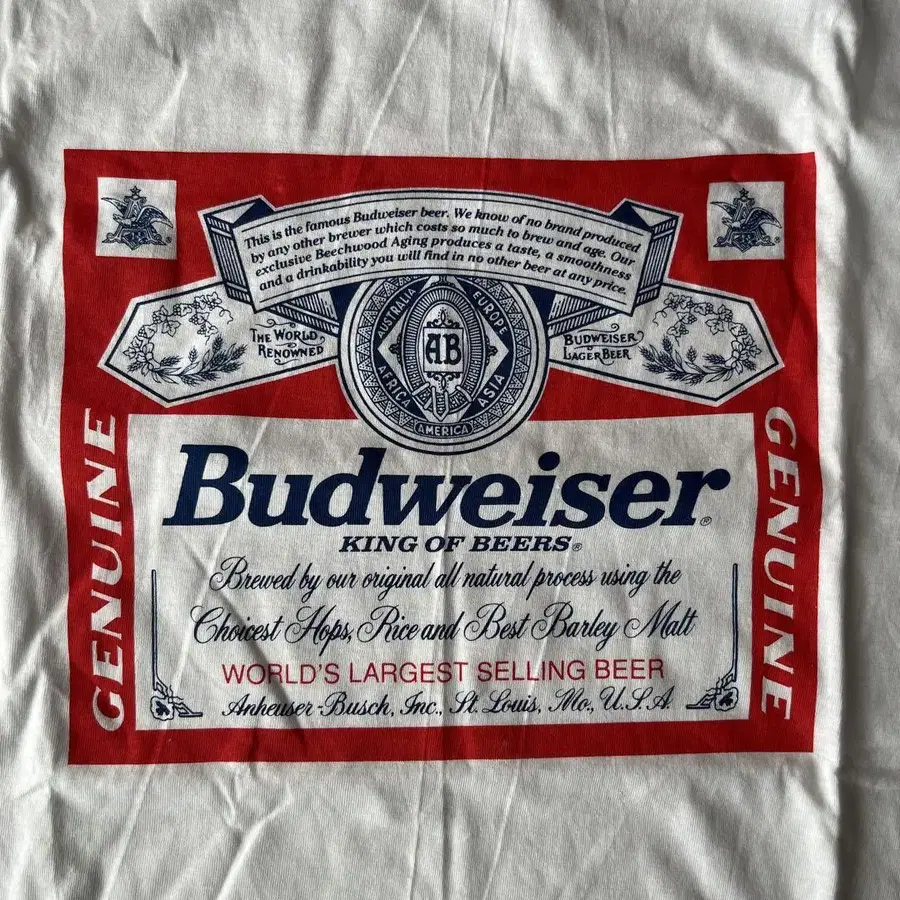 This is the famous Budweiser beer. We know of no brand produced
by any other brewer which costs so much to brew and age. Our
exclusive Beechwood Aging produces a taste, a smoothness
and a drinkability you will find in no other beer at any price.
THE WORLD
RENOWNED
BUDWEISER
LAGER BEER
AUSTRALIA
EUROPE
AFRICA
ASIA
AMERICA
AB
GENUINE
GENUINE
Budweiser®
KING OF BEERS®
Brewed by our original all natural process using the
Choicest Hops, Rice and Best Barley Malt
WORLD'S LARGEST SELLING BEER
Anheuser-Busch, Inc., St. Louis, Mo., U.S.A.